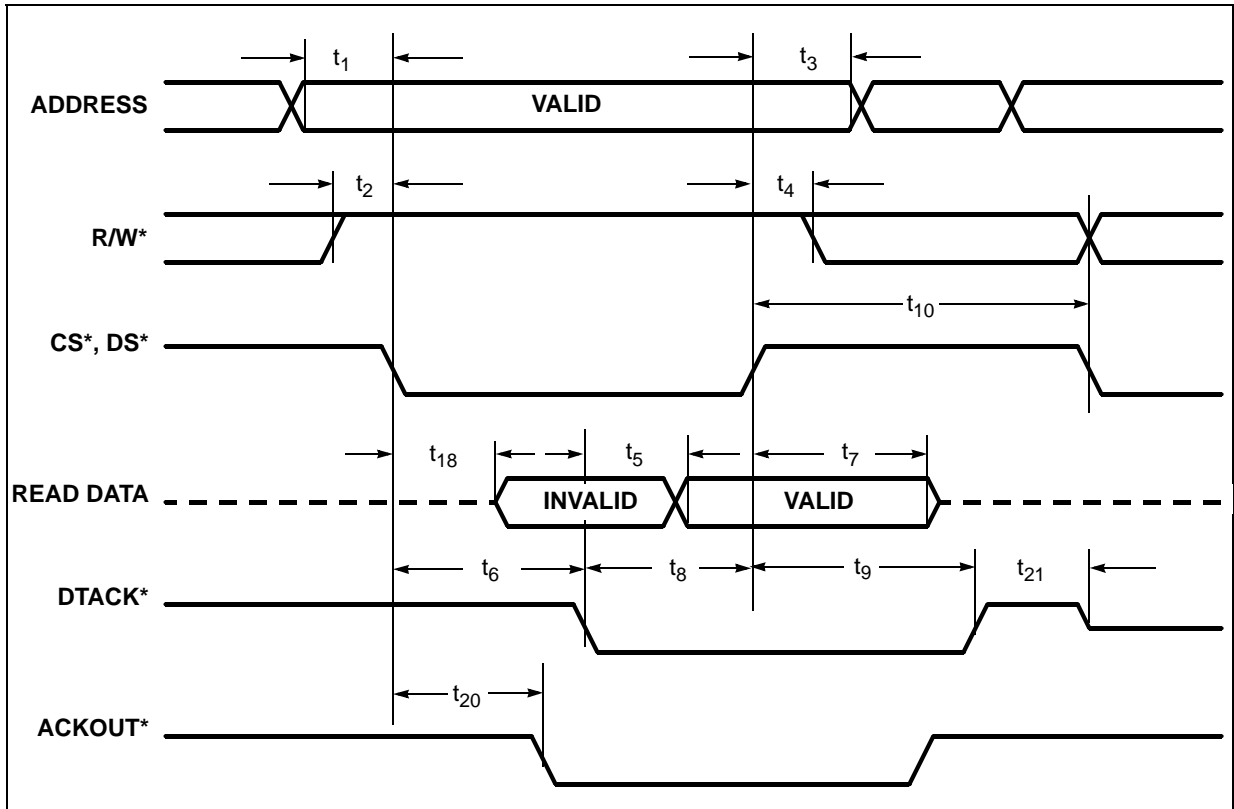 t1
t3
ADDRESS
VALID
t2
t4
R/W*
t10
CS*, DS*
t18
t5
t7
READ DATA
INVALID
VALID
t6
t8
t9
t21
DTACK*
t20
ACKOUT*